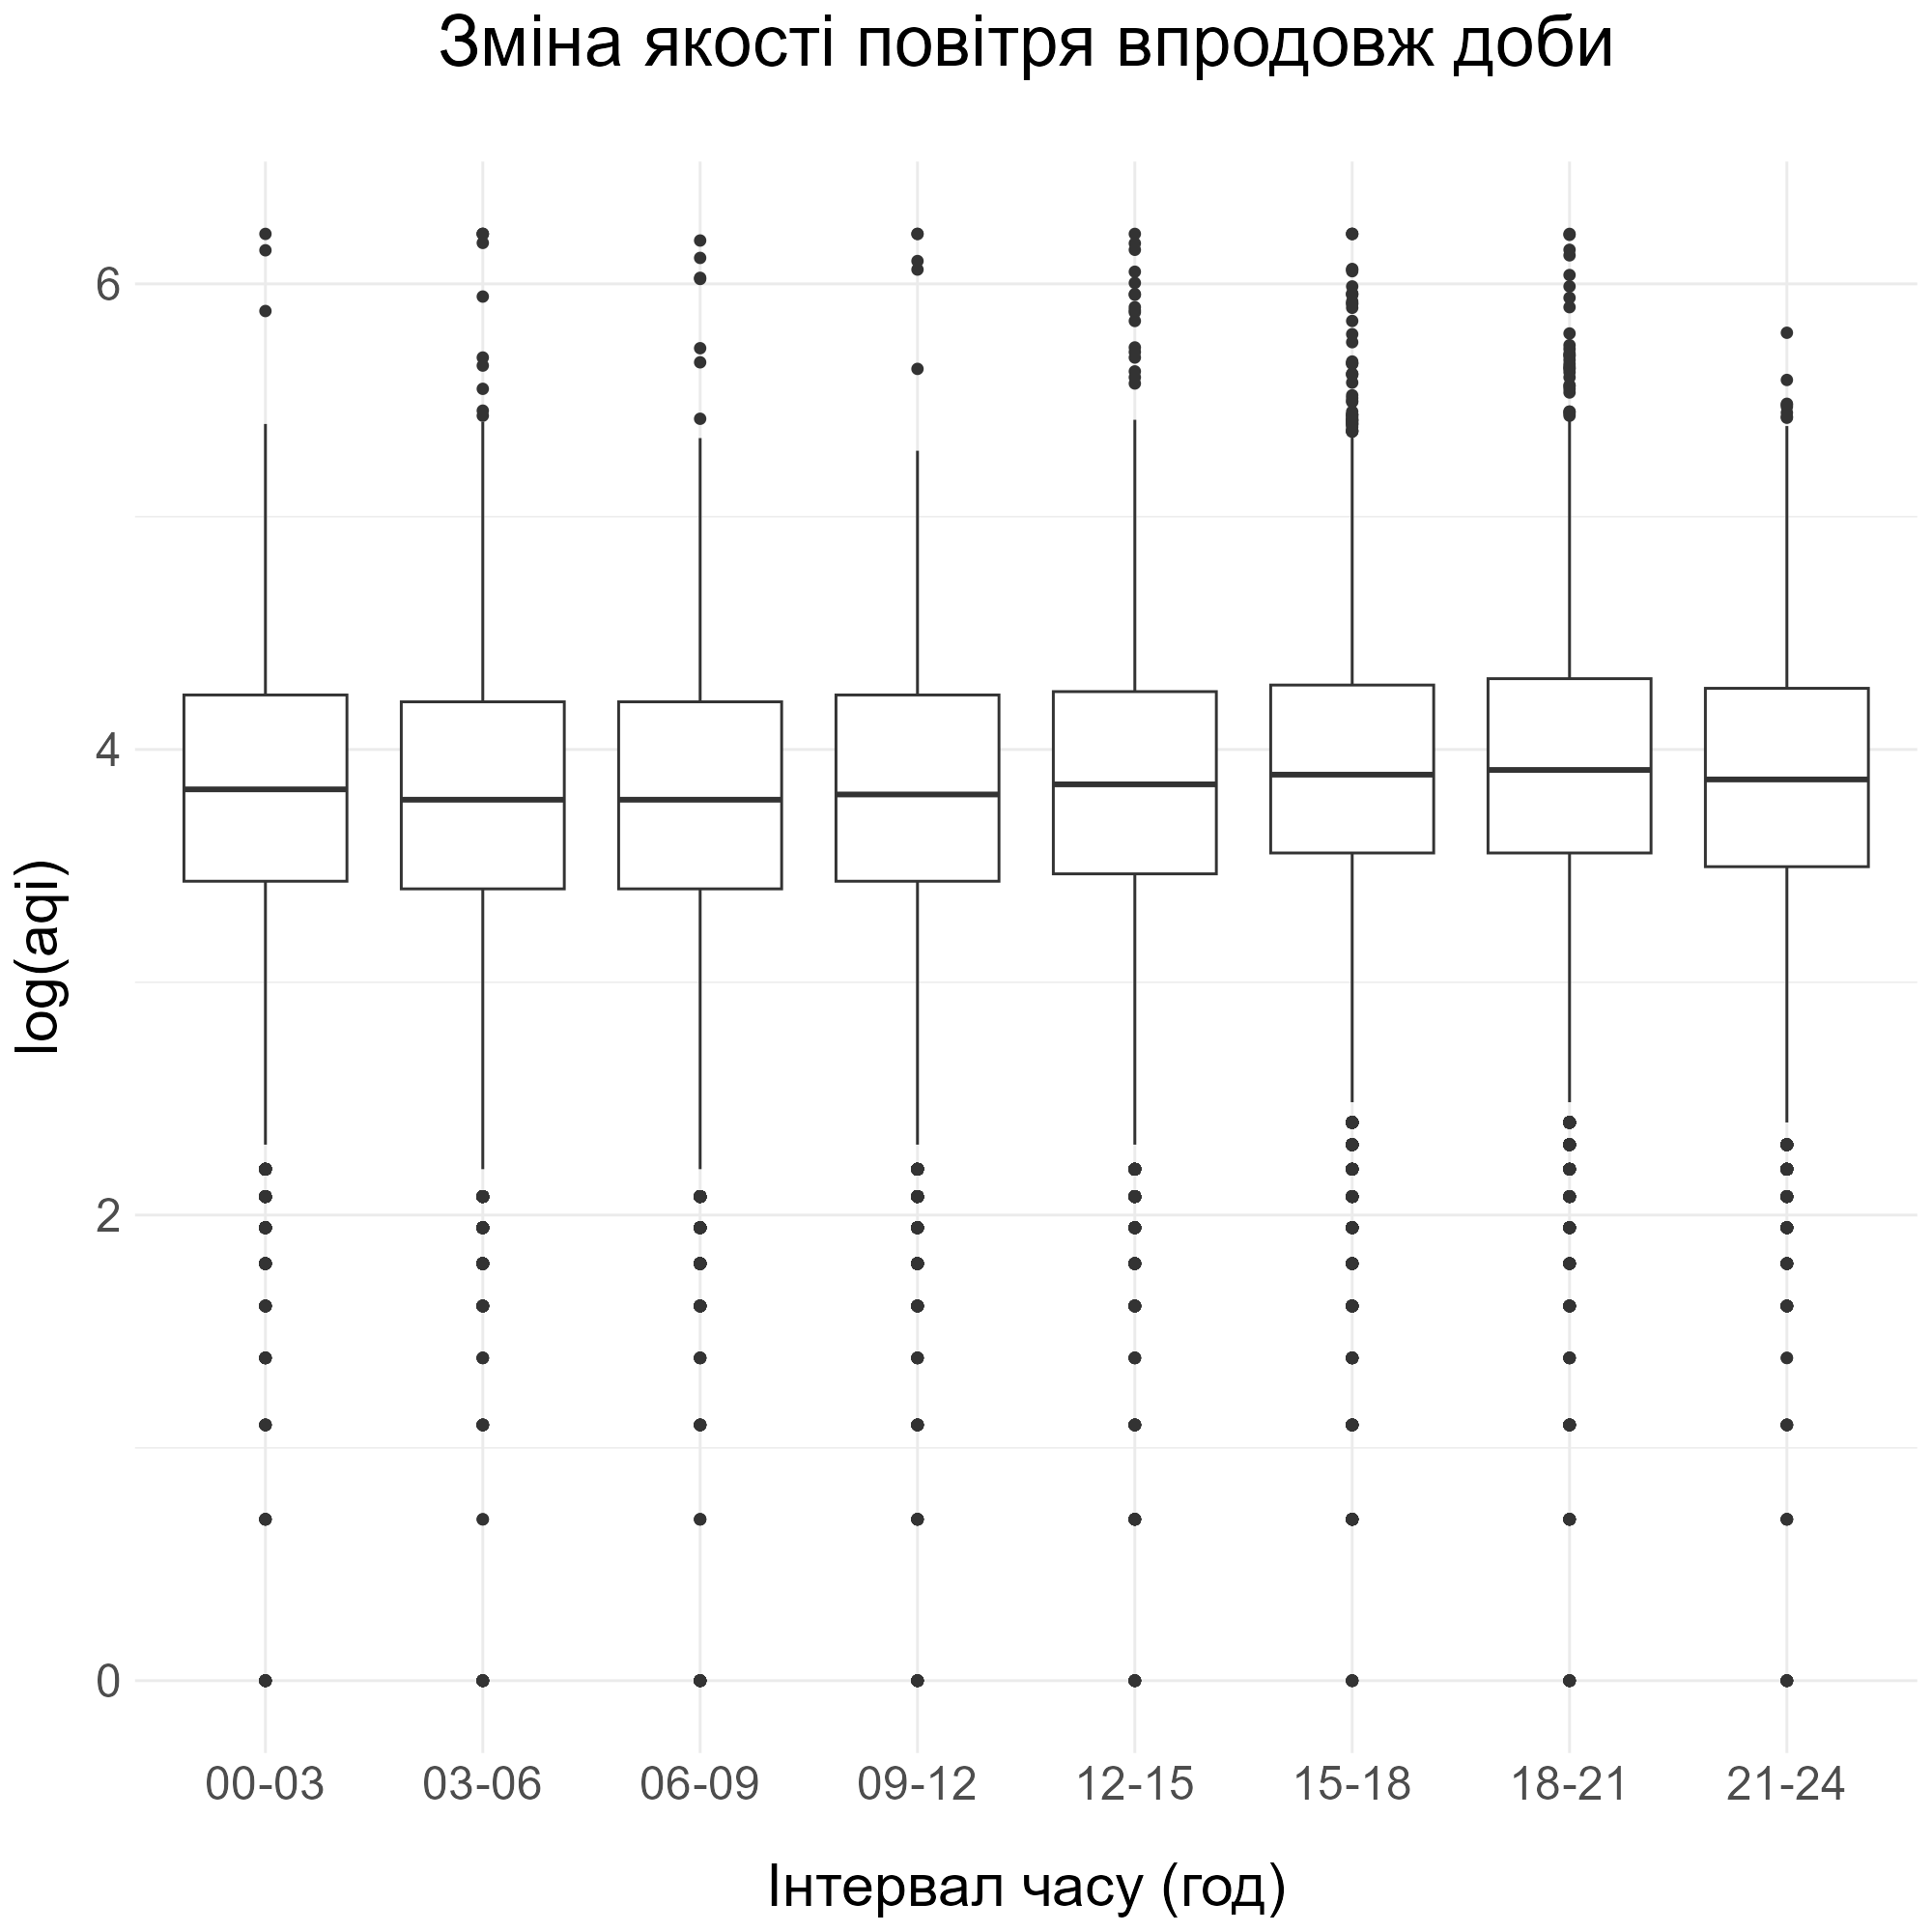 Зміна якості повітря впродовж доби
log(aqi)
6
4
2
0
00-03 03-06 06-09 09-12 12-15 15-18 18-21 21-24
Інтервал часу (год)